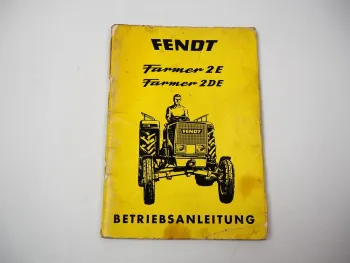 FENDT
Farmer 2E
Farmer 2DE
FENDT
BETRIEBSANLEITUNG